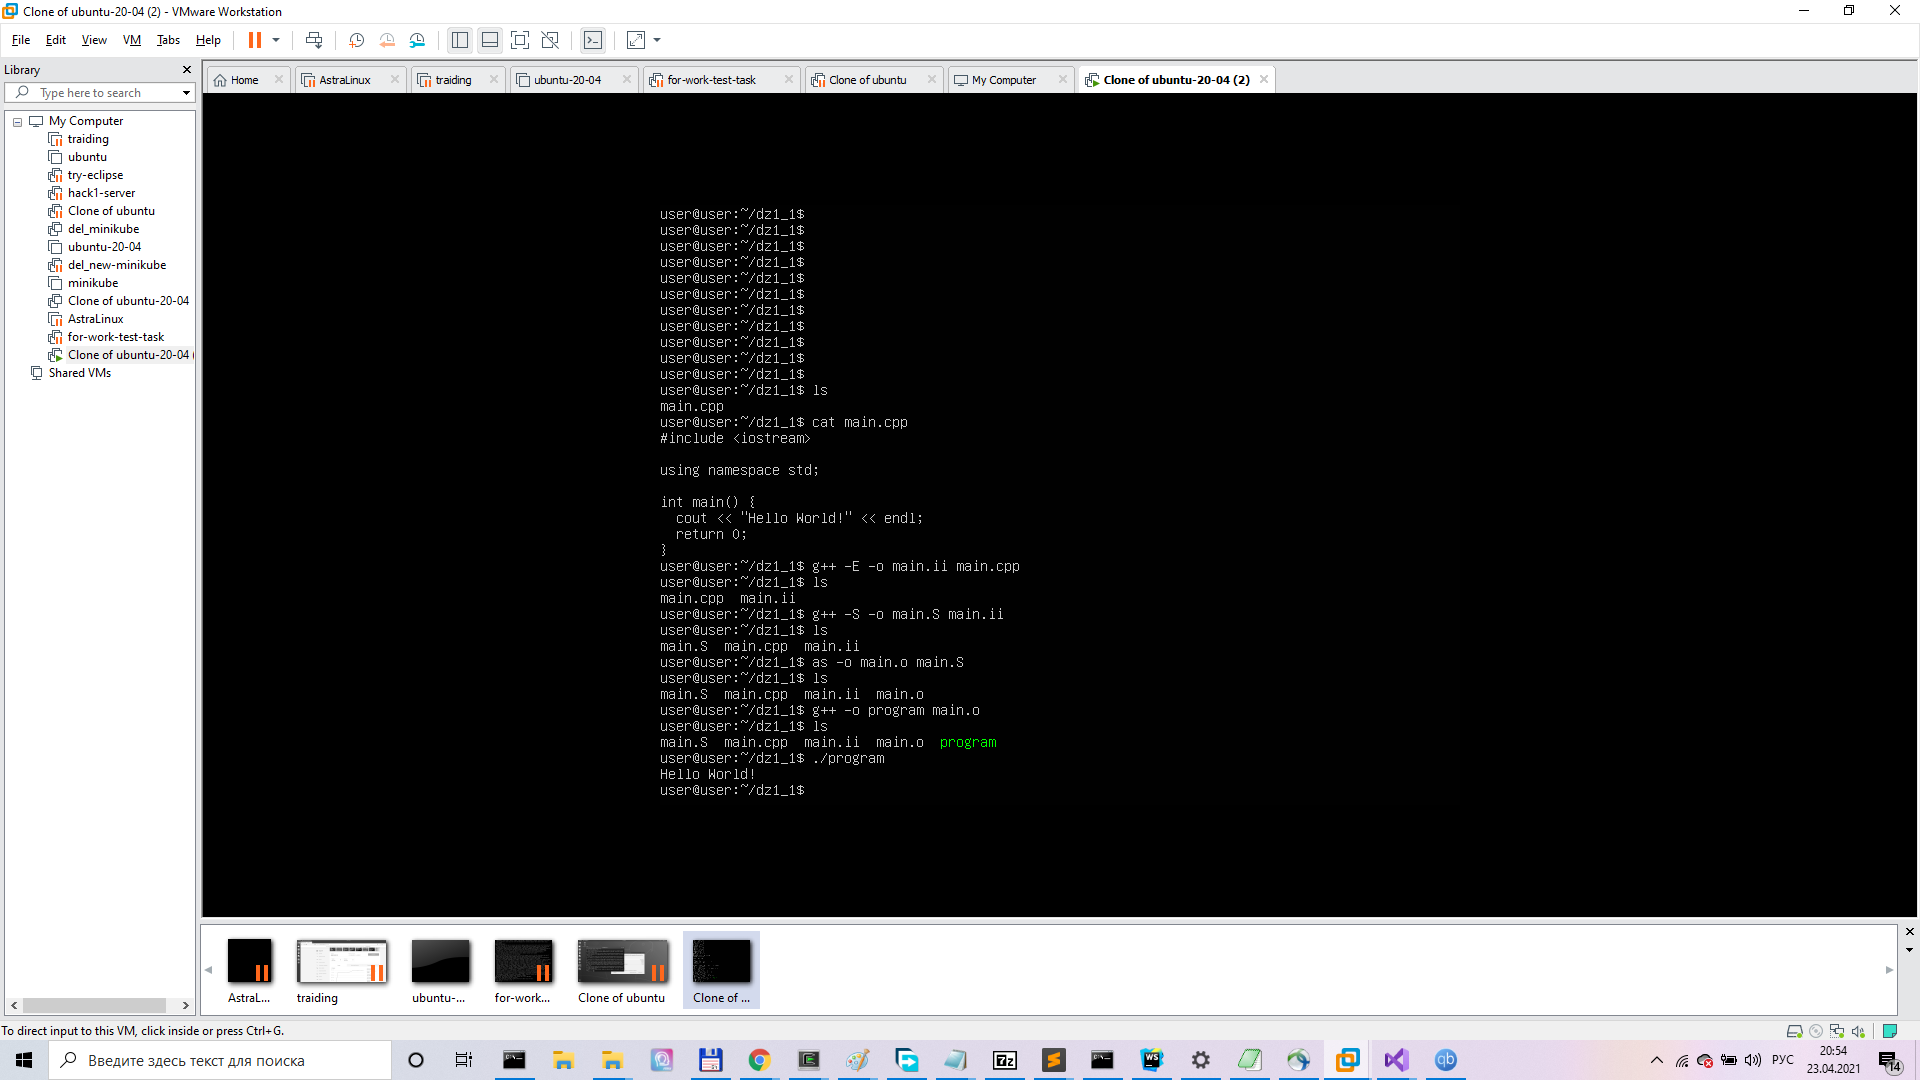 Clone of ubuntu-20-04 (2) - VMware Workstation
File Edit View VM Tabs Help
Library
Type here to search
My Computer
traiding
ubuntu
try-eclipse
hack1-server
Clone of ubuntu
del_minikube
ubuntu-20-04
del_new-minikube
minikube
Clone of ubuntu-20-04
AstraLinux
for-work-test-task
Clone of ubuntu-20-04 (
Shared VMs
Home AstraLinux traiding ubuntu-20-04 for-work-test-task Clone of ubuntu My Computer Clone of ubuntu-20-04 (2)
user@user:~/dz1_1$
user@user:~/dz1_1$
user@user:~/dz1_1$
user@user:~/dz1_1$
user@user:~/dz1_1$
user@user:~/dz1_1$
user@user:~/dz1_1$
user@user:~/dz1_1$
user@user:~/dz1_1$
user@user:~/dz1_1$
user@user:~/dz1_1$
user@user:~/dz1_1$ ls
main.cpp
user@user:~/dz1_1$ cat main.cpp
#include <iostream>
using namespace std;
int main() {
cout << "Hello World!" << endl;
return 0;
}
user@user:~/dz1_1$ g++ -E -o main.ii main.cpp
user@user:~/dz1_1$ ls
main.cpp main.ii
user@user:~/dz1_1$ g++ -S -o main.S main.ii
user@user:~/dz1_1$ ls
main.S main.cpp main.ii
user@user:~/dz1_1$ as -o main.o main.S
user@user:~/dz1_1$ ls
main.S main.cpp main.ii main.o
user@user:~/dz1_1$ g++ -o program main.o
user@user:~/dz1_1$ ls
main.S main.cpp main.ii main.o program
user@user:~/dz1_1$ ./program
Hello World!
user@user:~/dz1_1$
AstraL... traiding ubuntu-... for-work... Clone of ubuntu Clone of ...
To direct input to this VM, click inside or press Ctrl+G.
Введите здесь текст для поиска
7z
WS
qb
РУС
20:54
23.04.2021
14